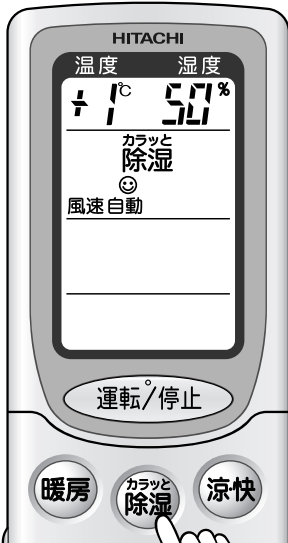 HITACHI
温度 湿度
+1℃ 50%
カラッと
除湿
風速自動
運転/停止
暖房
カラッと
除湿
涼快